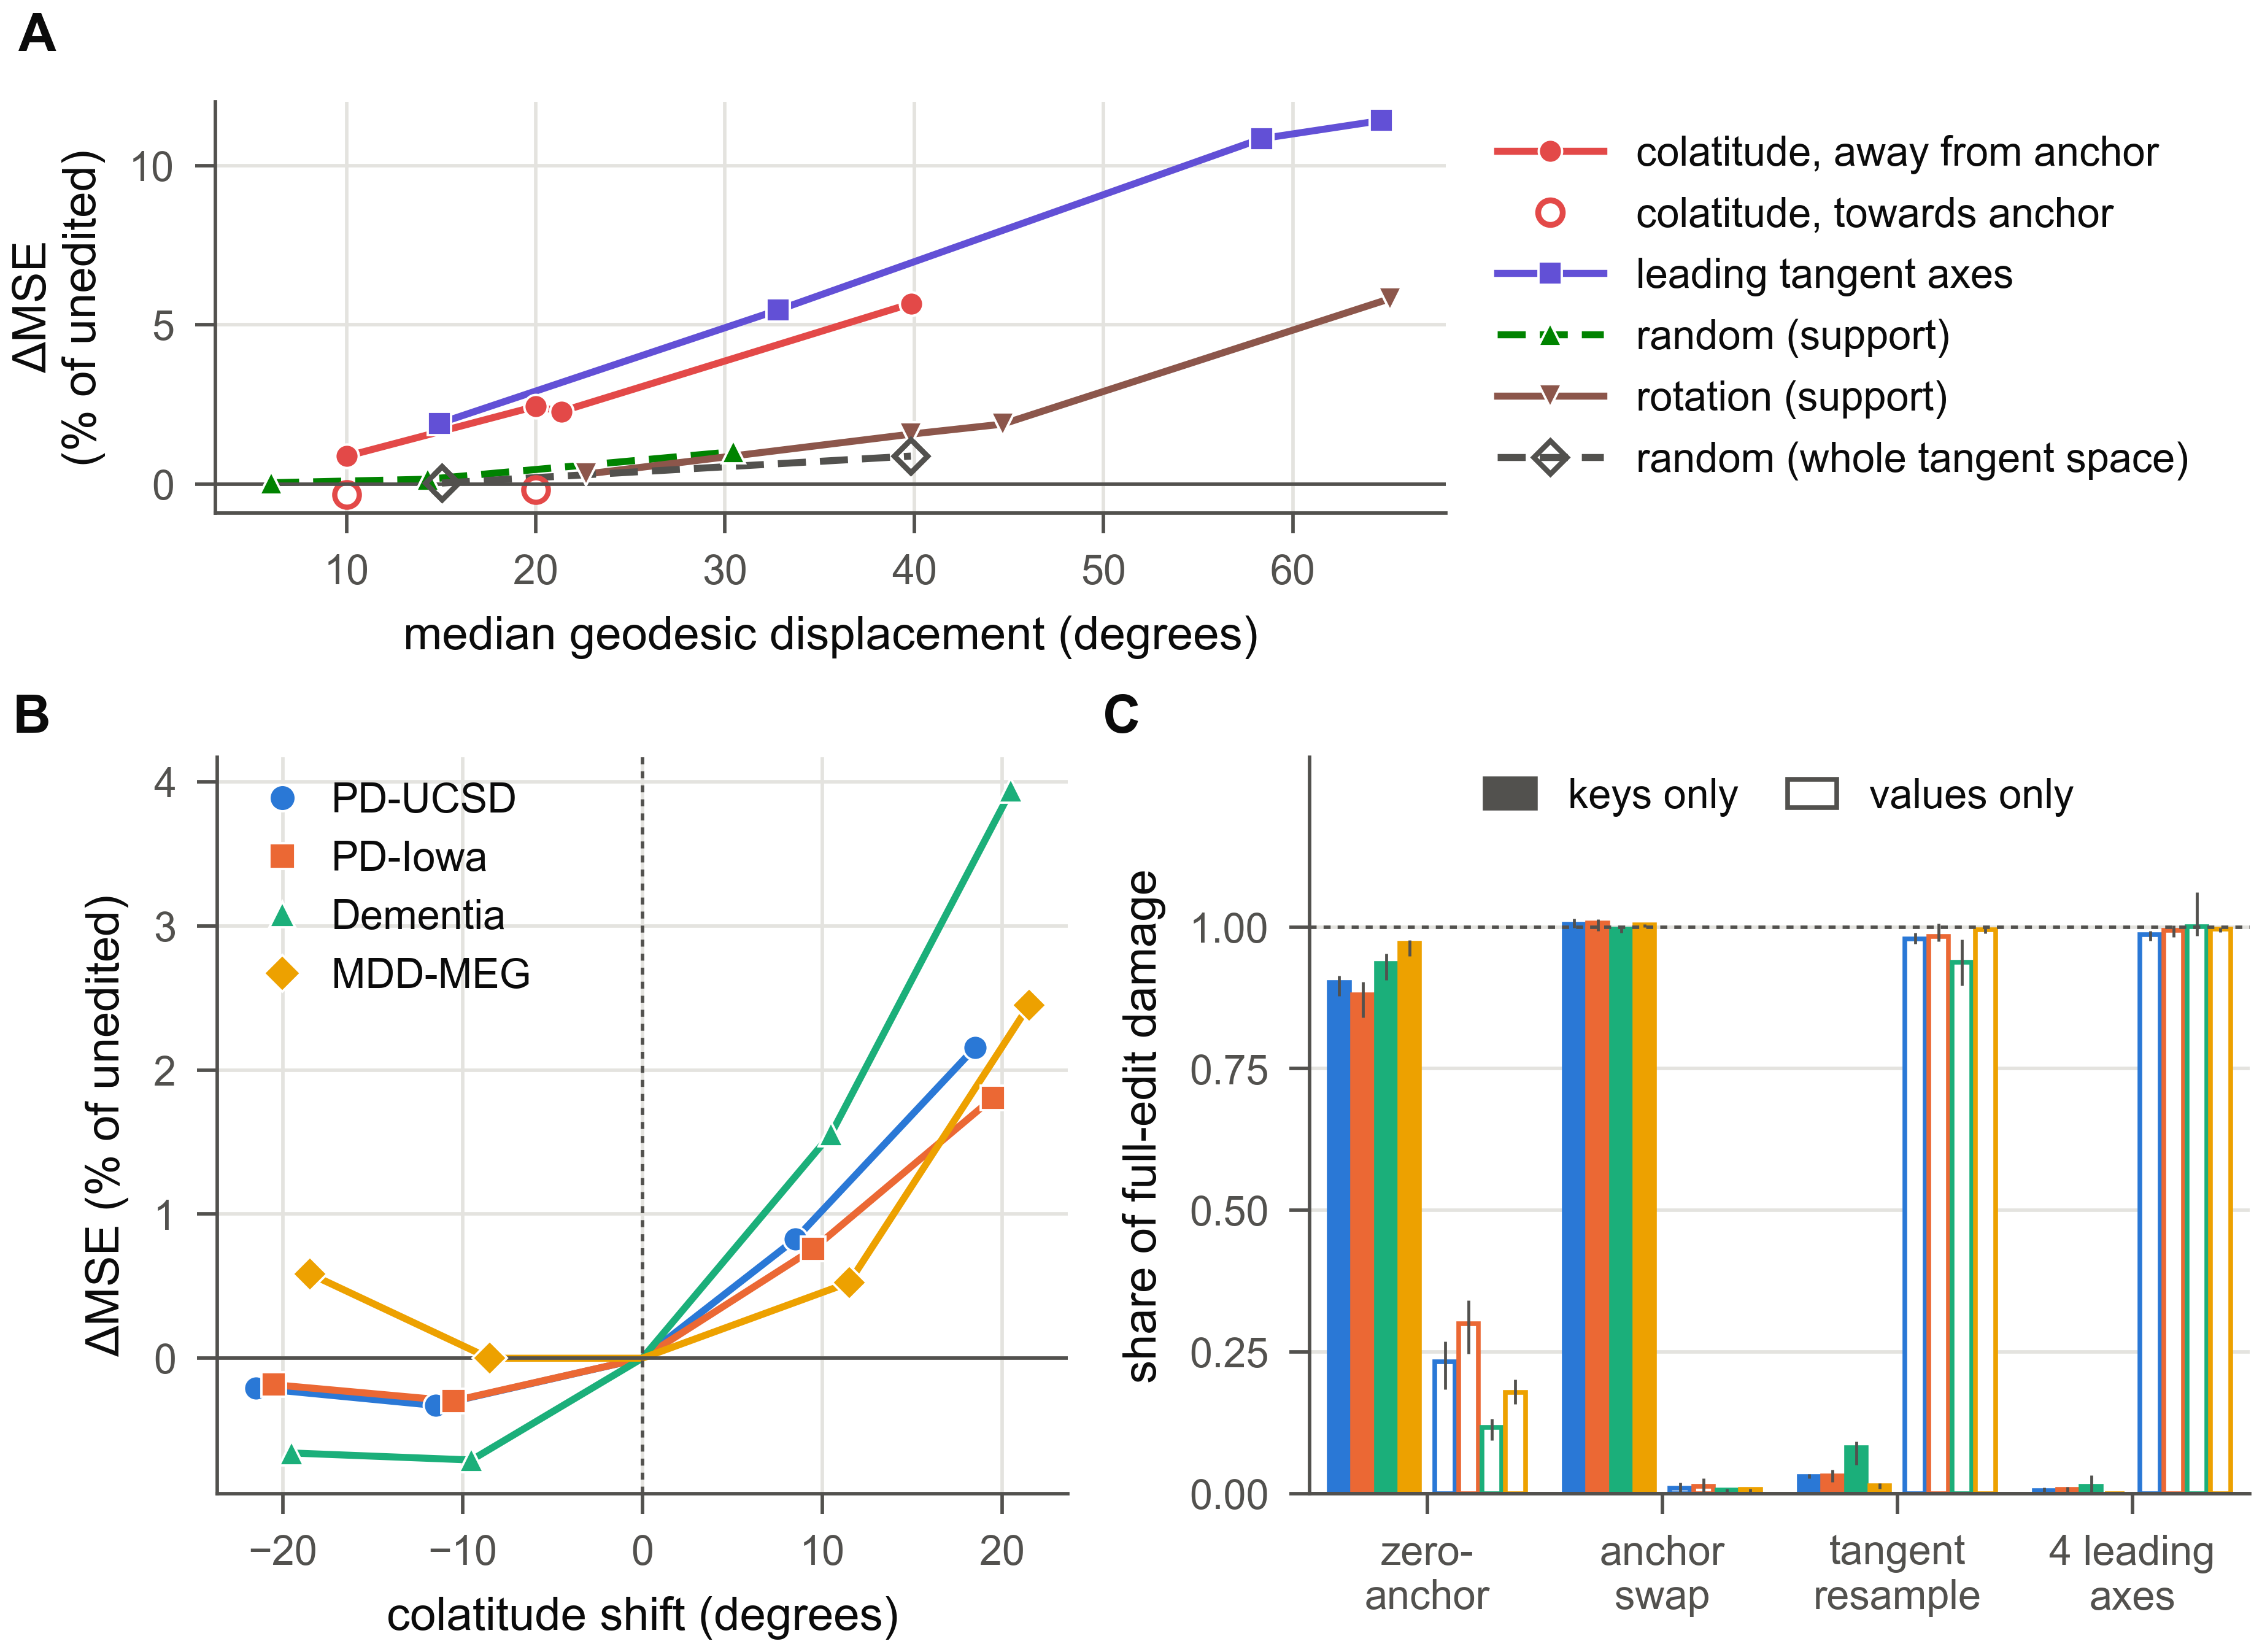 A
ΔMSE
(% of unedited)
10
5
0
10 20 30 40 50 60
median geodesic displacement (degrees)
colatitude, away from anchor
colatitude, towards anchor
leading tangent axes
random (support)
rotation (support)
random (whole tangent space)
B
ΔMSE (% of unedited)
4
3
2
1
0
PD-UCSD
PD-Iowa
Dementia
MDD-MEG
−20 −10 0 10 20
colatitude shift (degrees)
C
share of full-edit damage
keys only values only
1.00
0.75
0.50
0.25
0.00
zero-
anchor
anchor
swap
tangent
resample
4 leading
axes